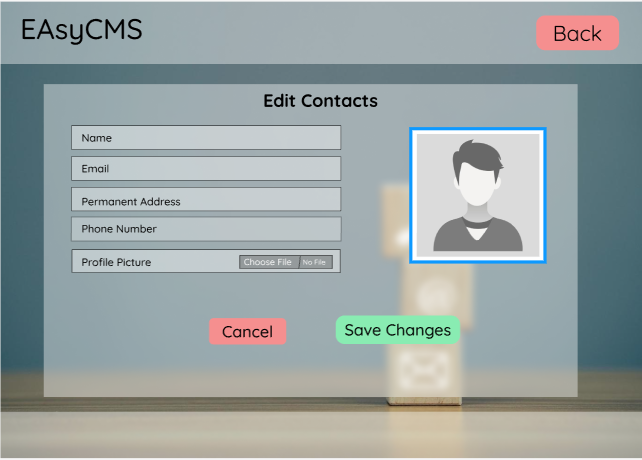 EAsyCMS
Back
Edit Contacts
Name
Email
Permanent Address
Phone Number
Profile Picture
Choose File
No File
Cancel
Save Changes